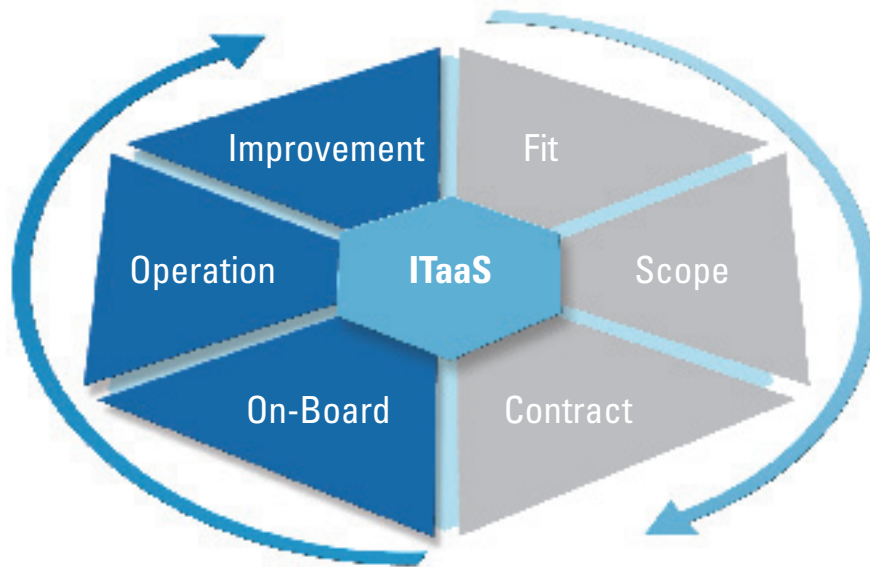 Improvement
Fit
Operation
ITaaS
Scope
On-Board
Contract